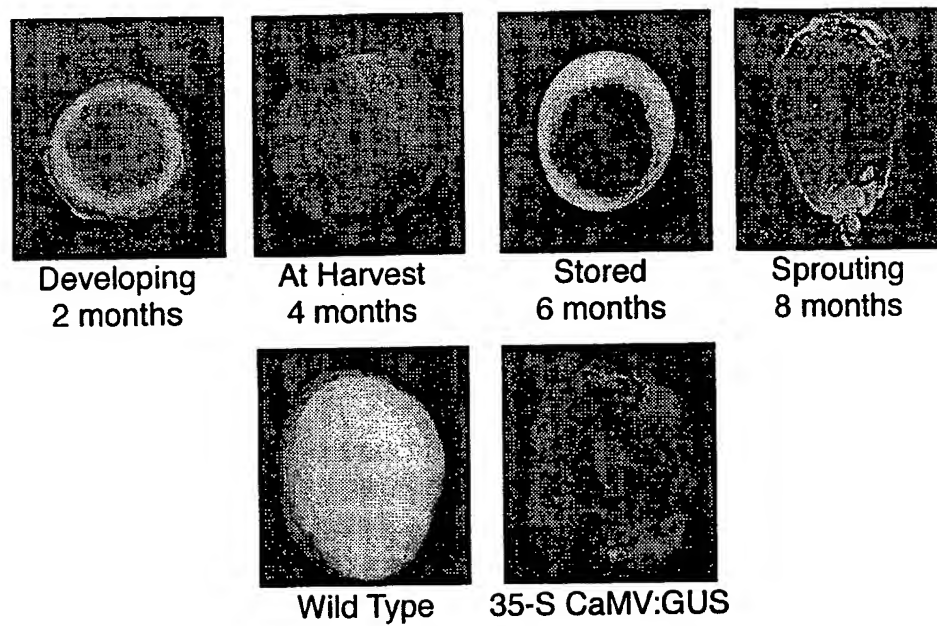 Developing
2 months
At Harvest
4 months
Stored
6 months
Sprouting
8 months
Wild Type
35-S CaMV:GUS